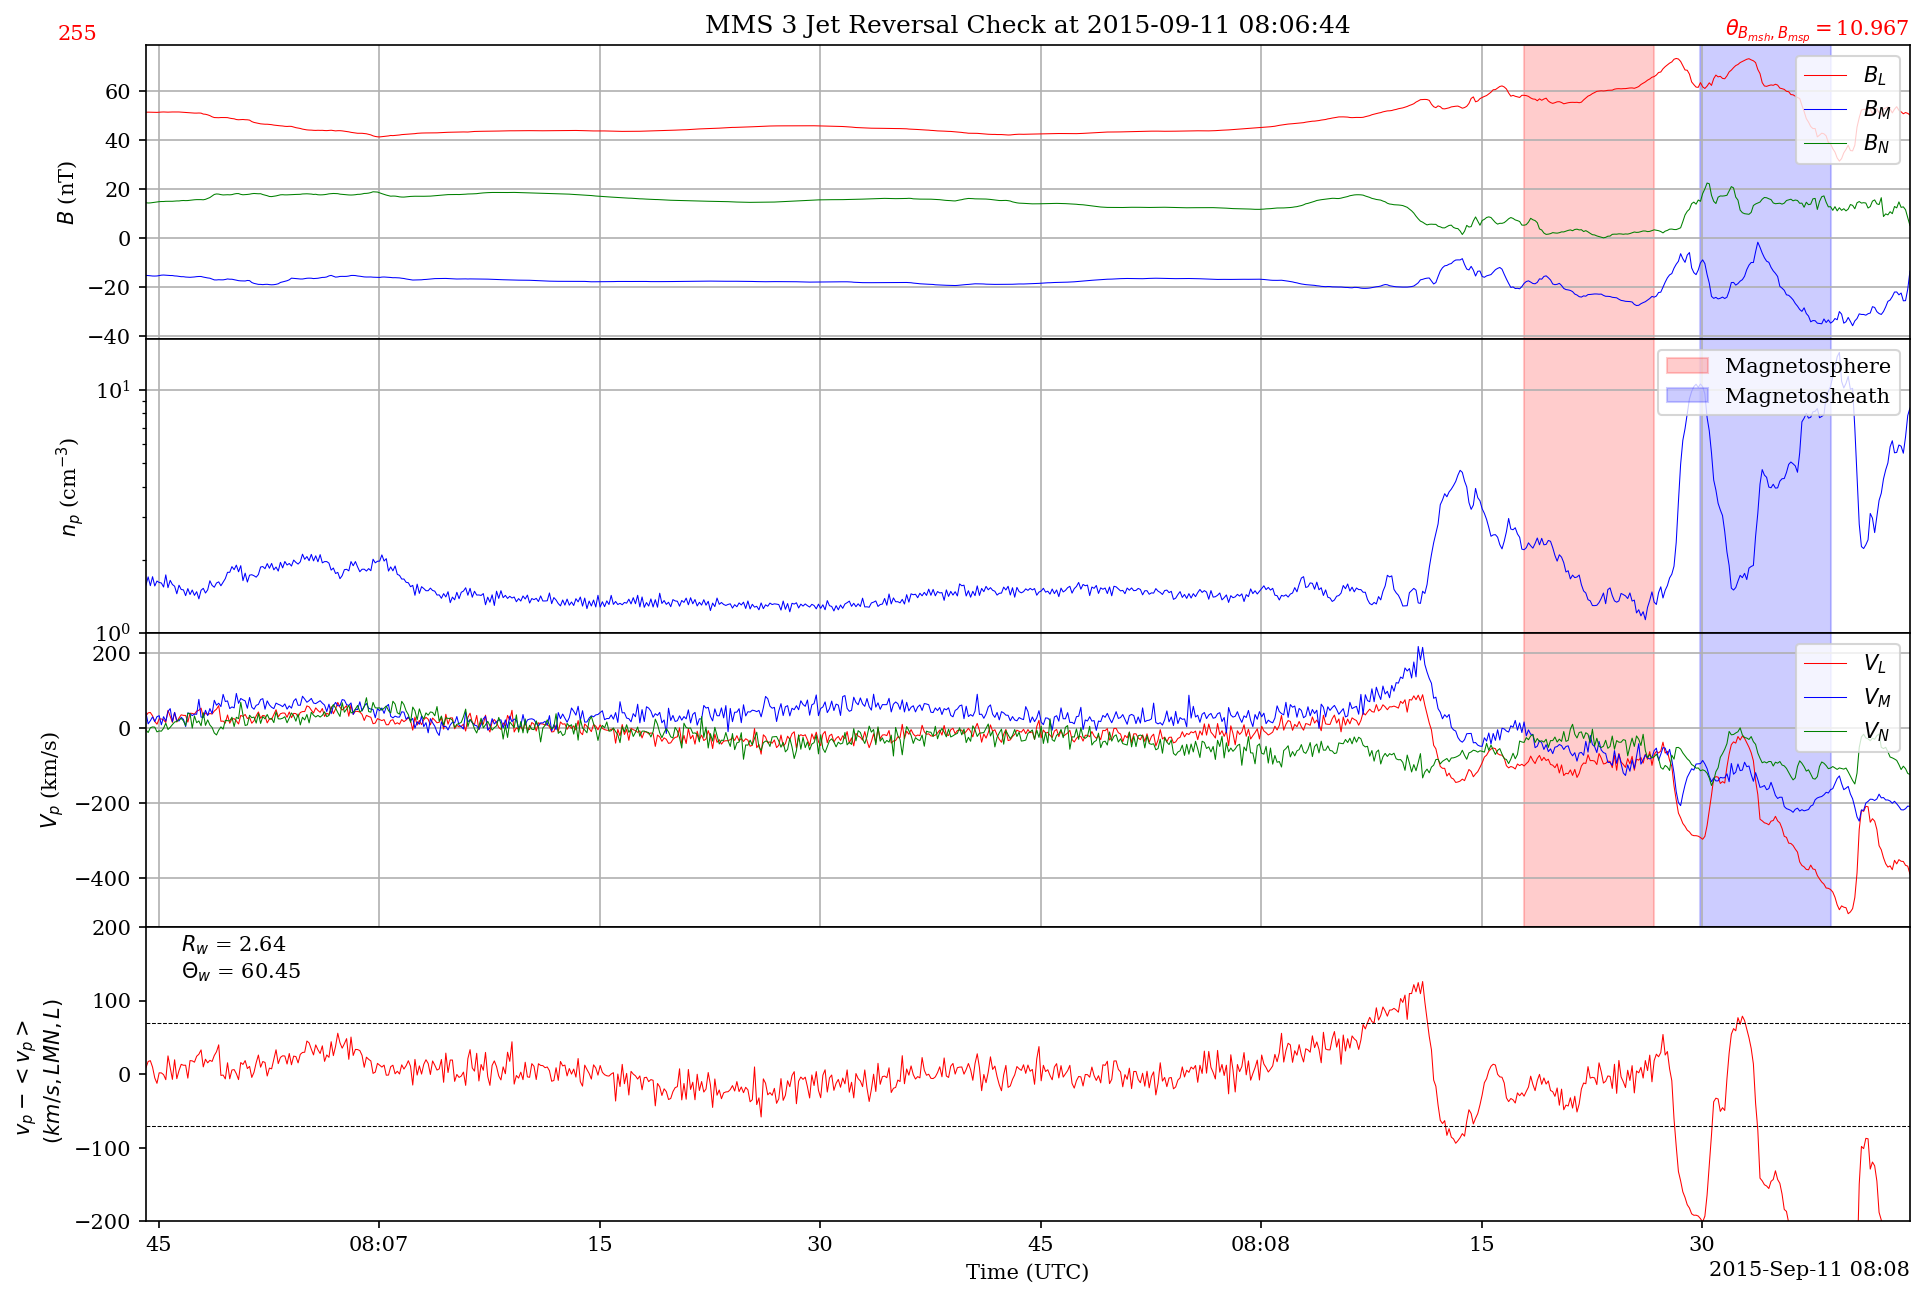 MMS 3 Jet Reversal Check at 2015-09-11 08:06:44
255
θ_{B_{msh}, B_{msp}} = 10.967
60
40
20
0
−20
−40
B (nT)
B_L
B_M
B_N
10^1
10^0
n_p (cm^{−3})
Magnetosphere
Magnetosheath
200
0
−200
−400
V_p (km/s)
V_L
V_M
V_N
200
100
0
−100
−200
v_p − < v_p >
(km/s, LMN, L)
R_w = 2.64
Θ_w = 60.45
45 08:07 15 30 45 08:08 15 30
Time (UTC)
2015-Sep-11 08:08